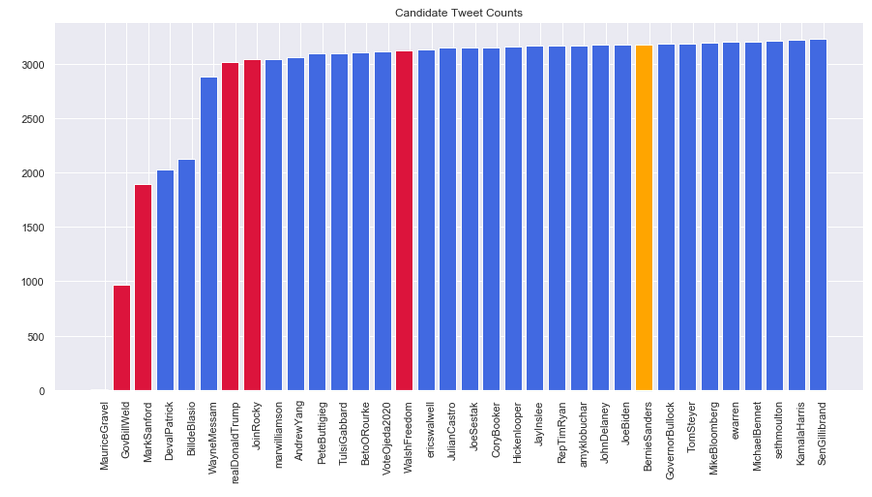 Candidate Tweet Counts
3000
2500
2000
1500
1000
500
0
MauriceGravel
GovBillWeld
MarkSanford
DevalPatrick
BilldeBlasio
WayneMessam
realDonaldTrump
JoinRocky
marwilliamson
AndrewYang
PeteButtigieg
TulsiGabbard
BetoORourke
VoteOjeda2020
WalshFreedom
ericswalwell
JulianCastro
JoeSestak
CoryBooker
Hickenlooper
JayInslee
RepTimRyan
amyklobuchar
JohnDelaney
JoeBiden
BernieSanders
GovernorBullock
TomSteyer
MikeBloomberg
ewarren
MichaelBennet
sethmoulton
KamalaHarris
SenGillibrand